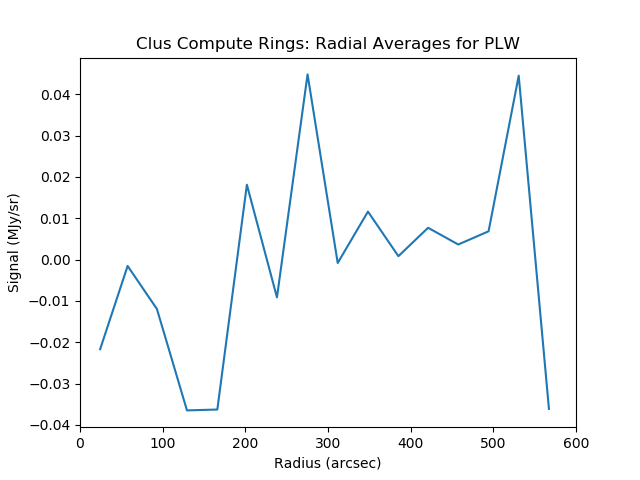 Clus Compute Rings: Radial Averages for PLW
0.04
0.03
0.02
0.01
0.00
−0.01
−0.02
−0.03
−0.04
Signal (MJy/sr)
0 100 200 300 400 500 600
Radius (arcsec)